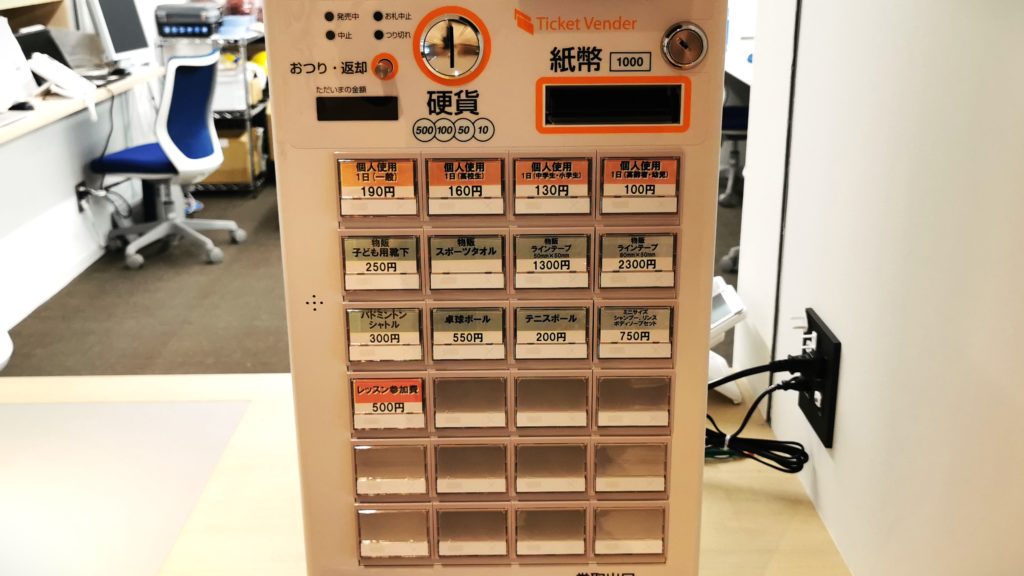 発売中 お札中止
中止 つり切れ
おつり・返却
ただいまの金額
硬貨
500 100 50 10
Ticket Vender
紙幣 1000
個人使用
1日(一般)
190円
個人使用
1日(高校生)
160円
個人使用
1日(中学生・小学生)
130円
個人使用
1日(高齢者・幼児)
100円
物販
子ども用靴下
250円
物販
スポーツタオル
物販
ラインテープ
1300円
物販
ラインテープ
2300円
バドミントン
シャトル
300円
卓球ボール
550円
テニスボール
200円
ミニサイズ
シャンプー、リンス
ボディソープセット
750円
レッスン参加費
500円